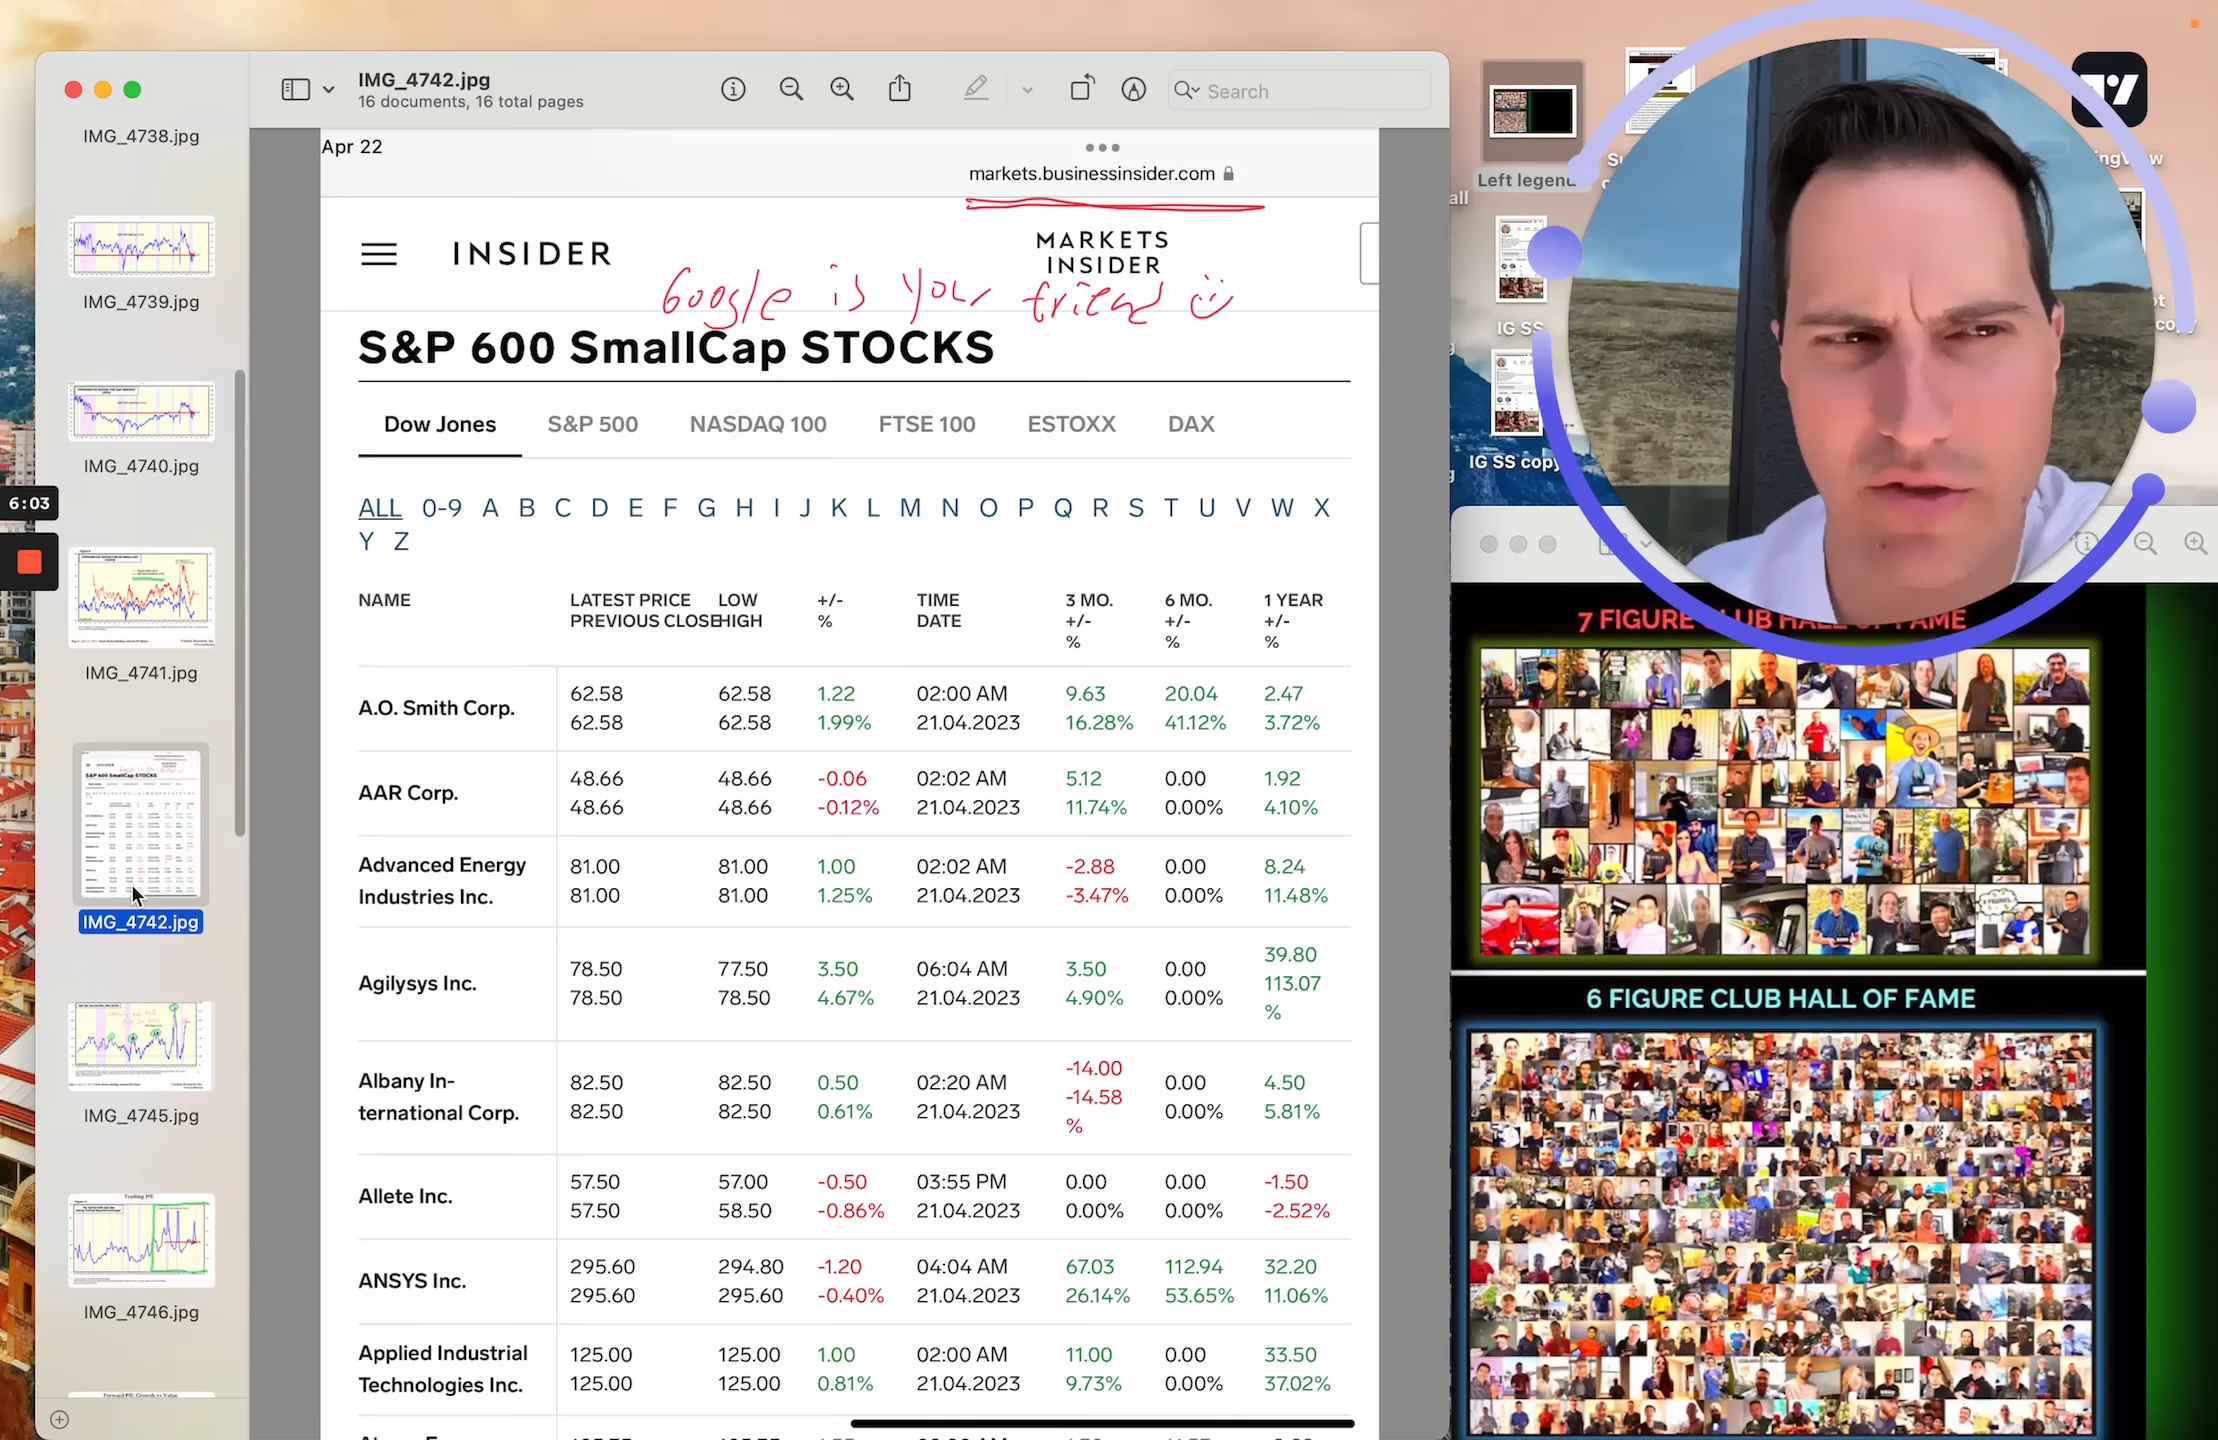 IMG_4742.jpg
16 documents, 16 total pages
Search
IMG_4738.jpg
IMG_4739.jpg
IMG_4740.jpg
IMG_4741.jpg
IMG_4742.jpg
IMG_4745.jpg
Trailing P/E
IMG_4746.jpg
Forward P/E: Growth vs Value
6:03
Apr 22
markets.businessinsider.com
INSIDER
MARKETS
INSIDER
Google is your friend
S&P 600 SmallCap STOCKS
Dow Jones S&P 500 NASDAQ 100 FTSE 100 ESTOXX DAX
ALL 0-9 A B C D E F G H I J K L M N O P Q R S T U V W X
Y Z
NAME LATEST PRICE LOW +/- TIME 3 MO. 6 MO. 1 YEAR
PREVIOUS CLOSE HIGH % DATE +/- +/- +/-
% % %
A.O. Smith Corp. 62.58 62.58 1.22 02:00 AM 9.63 20.04 2.47
62.58 62.58 1.99% 21.04.2023 16.28% 41.12% 3.72%
AAR Corp. 48.66 48.66 -0.06 02:02 AM 5.12 0.00 1.92
48.66 48.66 -0.12% 21.04.2023 11.74% 0.00% 4.10%
Advanced Energy 81.00 81.00 1.00 02:02 AM -2.88 0.00 8.24
Industries Inc. 81.00 81.00 1.25% 21.04.2023 -3.47% 0.00% 11.48%
39.80
Agilysys Inc. 78.50 77.50 3.50 06:04 AM 3.50 0.00 113.07
78.50 78.50 4.67% 21.04.2023 4.90% 0.00% %
-14.00
Albany In- 82.50 82.50 0.50 02:20 AM -14.58 0.00 4.50
ternational Corp. 82.50 82.50 0.61% 21.04.2023 % 0.00% 5.81%
Allete Inc. 57.50 57.00 -0.50 03:55 PM 0.00 0.00 -1.50
57.50 58.50 -0.86% 21.04.2023 0.00% 0.00% -2.52%
ANSYS Inc. 295.60 294.80 -1.20 04:04 AM 67.03 112.94 32.20
295.60 295.60 -0.40% 21.04.2023 26.14% 53.65% 11.06%
Applied Industrial 125.00 125.00 1.00 02:00 AM 11.00 0.00 33.50
Technologies Inc. 125.00 125.00 0.81% 21.04.2023 9.73% 0.00% 37.02%
Left legend
IG SS
IG SS copy
7 FIGURE CLUB HALL OF FAME
6 FIGURE CLUB HALL OF FAME